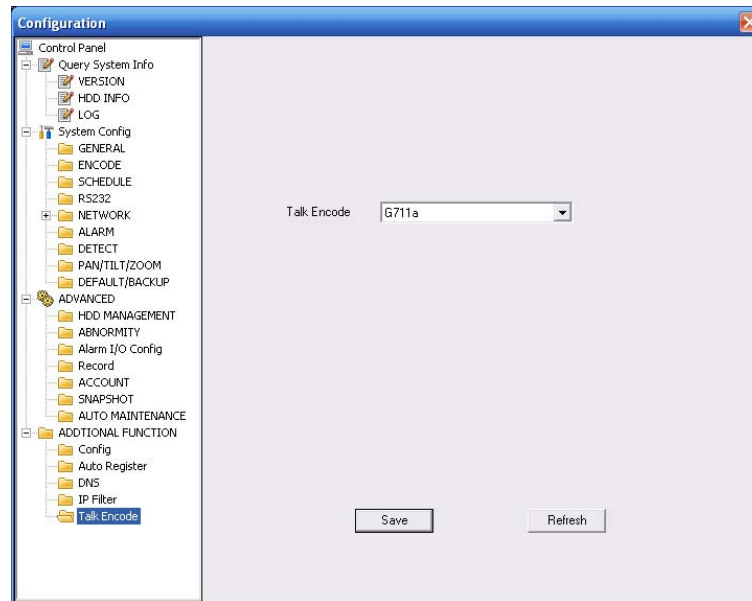 Configuration
Control Panel
Query System Info
VERSION
HDD INFO
LOG
System Config
GENERAL
ENCODE
SCHEDULE
RS232
NETWORK
ALARM
DETECT
PAN/TILT/ZOOM
DEFAULT/BACKUP
ADVANCED
HDD MANAGEMENT
ABNORMITY
Alarm I/O Config
Record
ACCOUNT
SNAPSHOT
AUTO MAINTENANCE
ADDTIONAL FUNCTION
Config
Auto Register
DNS
IP Filter
Talk Encode
Talk Encode G711a
Save Refresh